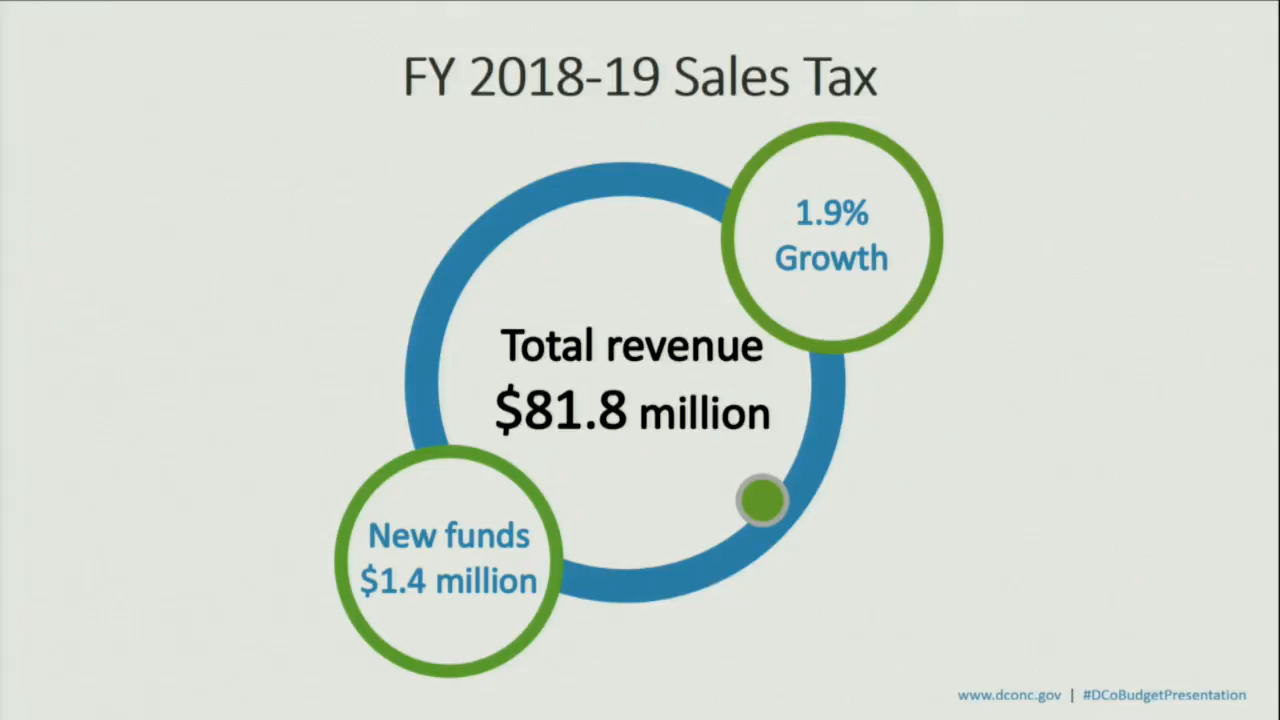 FY 2018-19 Sales Tax
1.9%
Growth
Total revenue
$81.8 million
New funds
$1.4 million
www.dconc.gov | #DCoBudgetPresentation